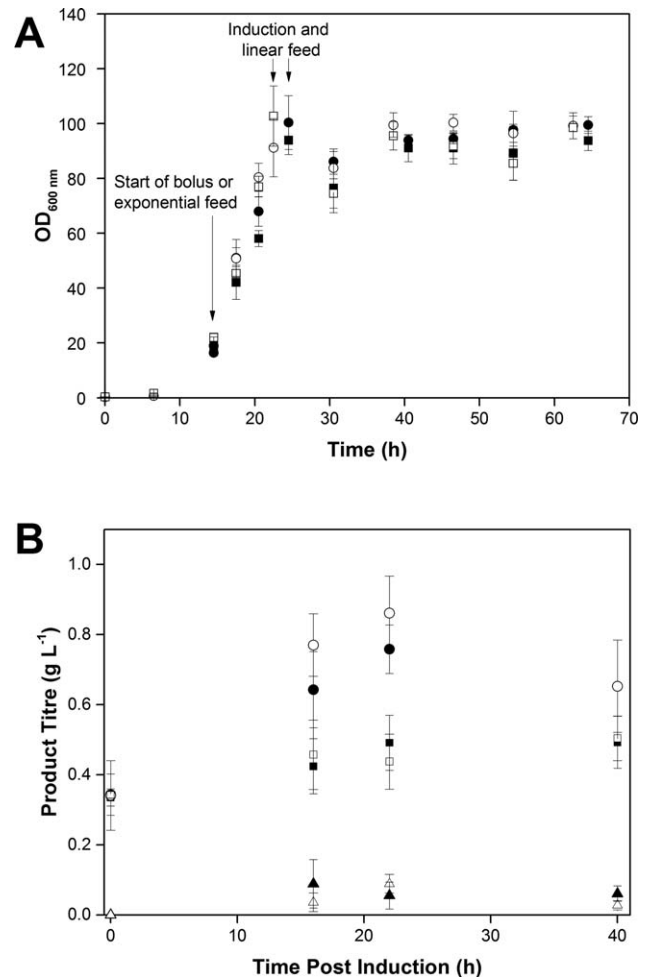 A
Induction and
linear feed
Start of bolus or
exponential feed
OD600 nm
140
120
100
80
60
40
20
0
0 10 20 30 40 50 60 70
Time (h)
B
Product Titre (g L-1)
1.0
0.8
0.6
0.4
0.2
0.0
0 10 20 30 40
Time Post Induction (h)